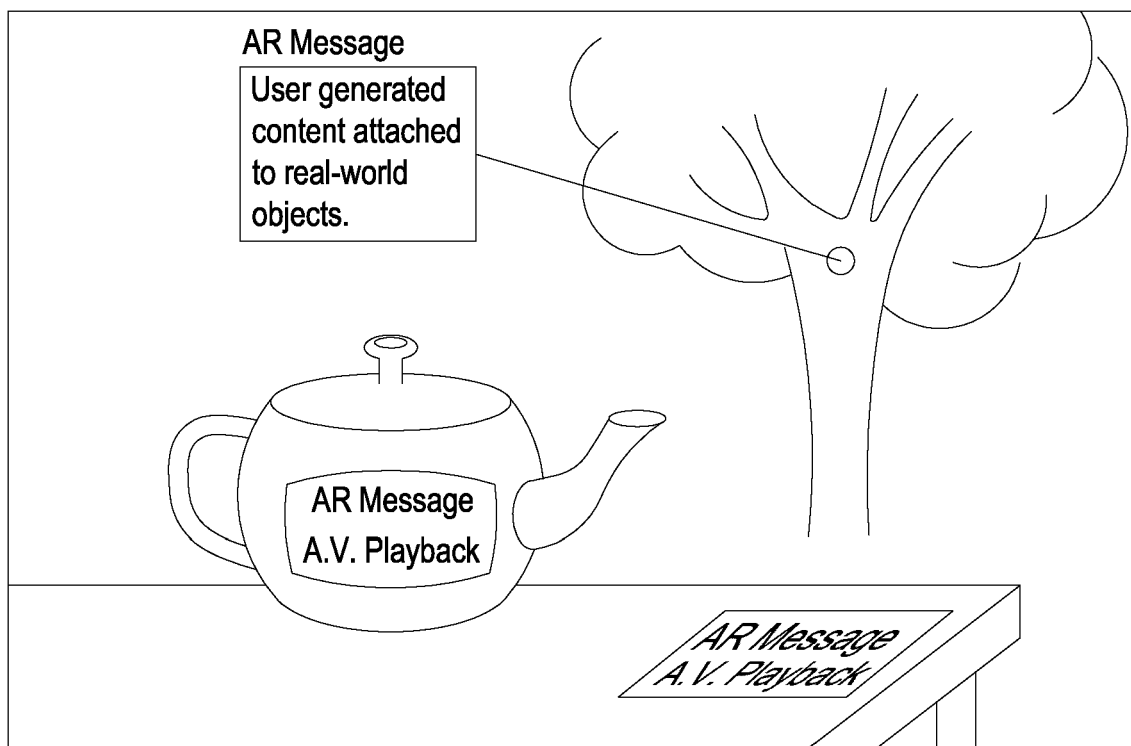 AR Message
User generated
content attached
to real-world
objects.
AR Message
A.V. Playback
AR Message
A.V. Playback